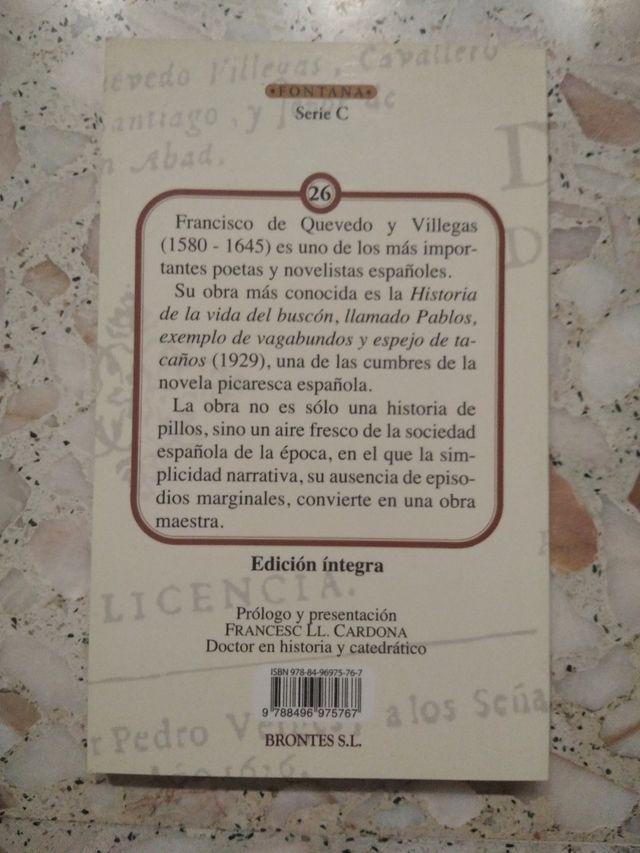 evedo Villegas, Cavallero
antiago, y
Abad.
•FONTANA•
Serie C
26
Francisco de Quevedo y Villegas
(1580 - 1645) es uno de los más impor-
tantes poetas y novelistas españoles.
Su obra más conocida es la Historia
de la vida del buscón, llamado Pablos,
exemplo de vagabundos y espejo de ta-
caños (1929), una de las cumbres de la
novela picaresca española.
La obra no es sólo una historia de
pillos, sino un aire fresco de la sociedad
española de la época, en el que la sim-
plicidad narrativa, su ausencia de episo-
dios marginales, convierte en una obra
maestra.
Edición íntegra
LICENCIA.
Prólogo y presentación
FRANCESC LL. CARDONA
Doctor en historia y catedrático
ISBN 978-84-96975-76-7
9 788496 975767
r Pedro a los Seña
BRONTES S.L.
Año 1626.